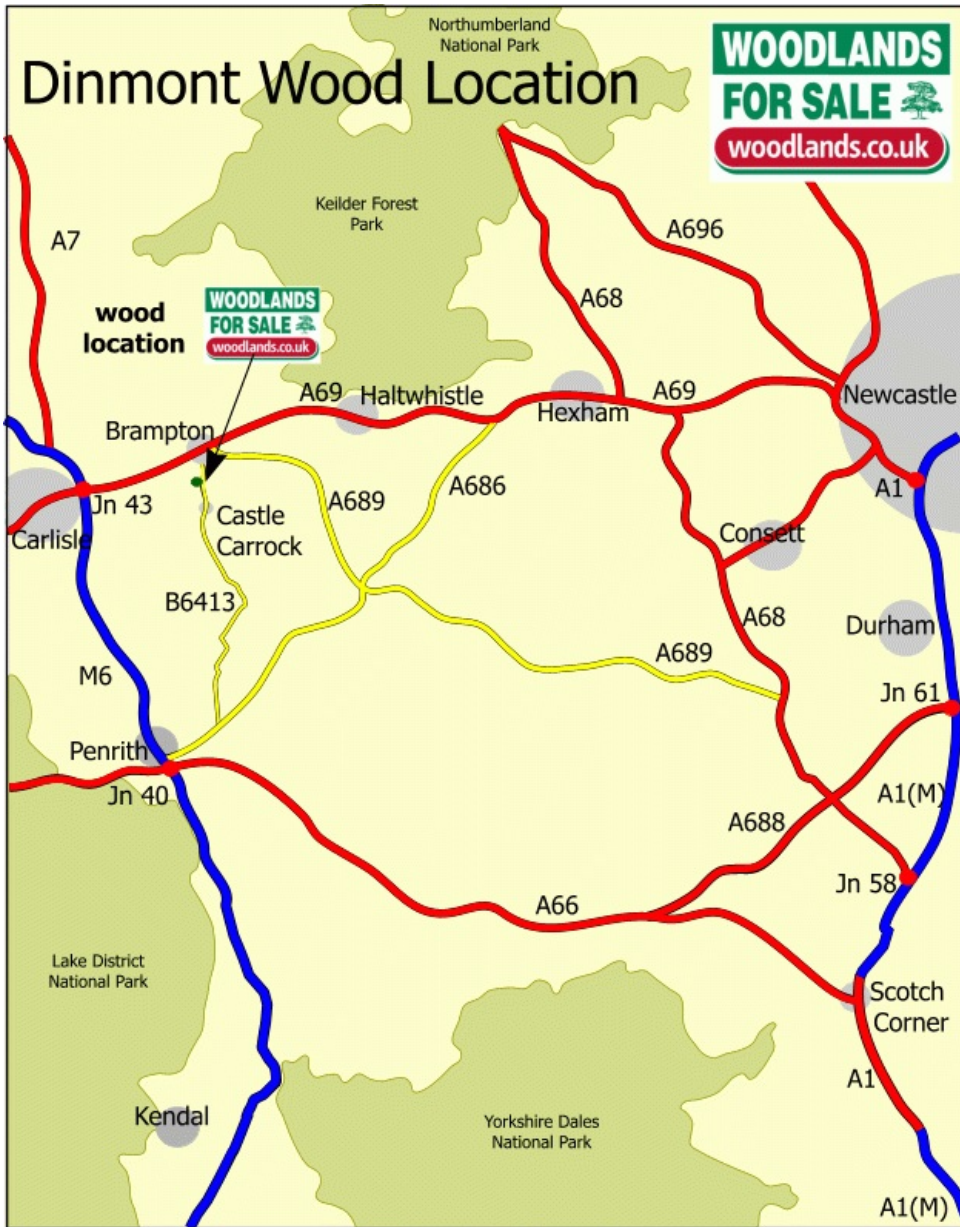 Northumberland
National Park
Dinmont Wood Location
WOODLANDS
FOR SALE
woodlands.co.uk
Keilder Forest
Park
A7
A696
A68
wood
location
WOODLANDS
FOR SALE
woodlands.co.uk
A69
Haltwhistle
A69
Hexham
Newcastle
Brampton
A689
A686
A1
Jn 43
Carlisle
Castle
Carrock
Consett
B6413
A68
Durham
A689
M6
Jn 61
Penrith
Jn 40
A1(M)
A688
Jn 58
A66
Lake District
National Park
Scotch
Corner
A1
Kendal
Yorkshire Dales
National Park
A1(M)